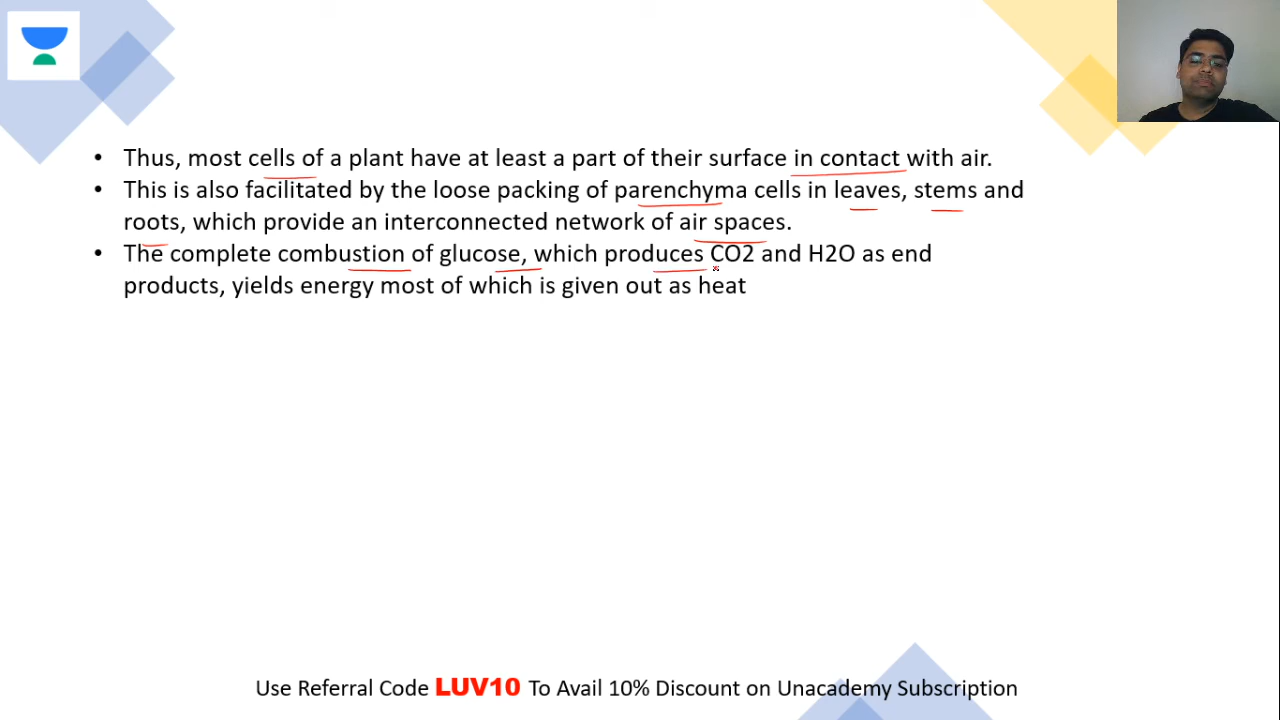 • Thus, most cells of a plant have at least a part of their surface in contact with air.
• This is also facilitated by the loose packing of parenchyma cells in leaves, stems and
roots, which provide an interconnected network of air spaces.
• The complete combustion of glucose, which produces CO2 and H2O as end
products, yields energy most of which is given out as heat
Use Referral Code LUV10 To Avail 10% Discount on Unacademy Subscription